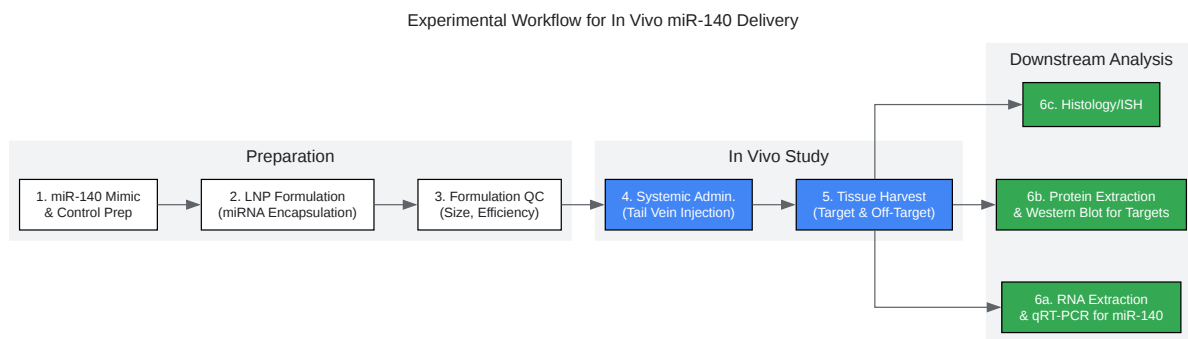 Experimental Workflow for In Vivo miR-140 Delivery
Preparation
1. miR-140 Mimic
& Control Prep
2. LNP Formulation
(miRNA Encapsulation)
3. Formulation QC
(Size, Efficiency)
In Vivo Study
4. Systemic Admin.
(Tail Vein Injection)
5. Tissue Harvest
(Target & Off-Target)
Downstream Analysis
6c. Histology/ISH
6b. Protein Extraction
& Western Blot for Targets
6a. RNA Extraction
& qRT-PCR for miR-140